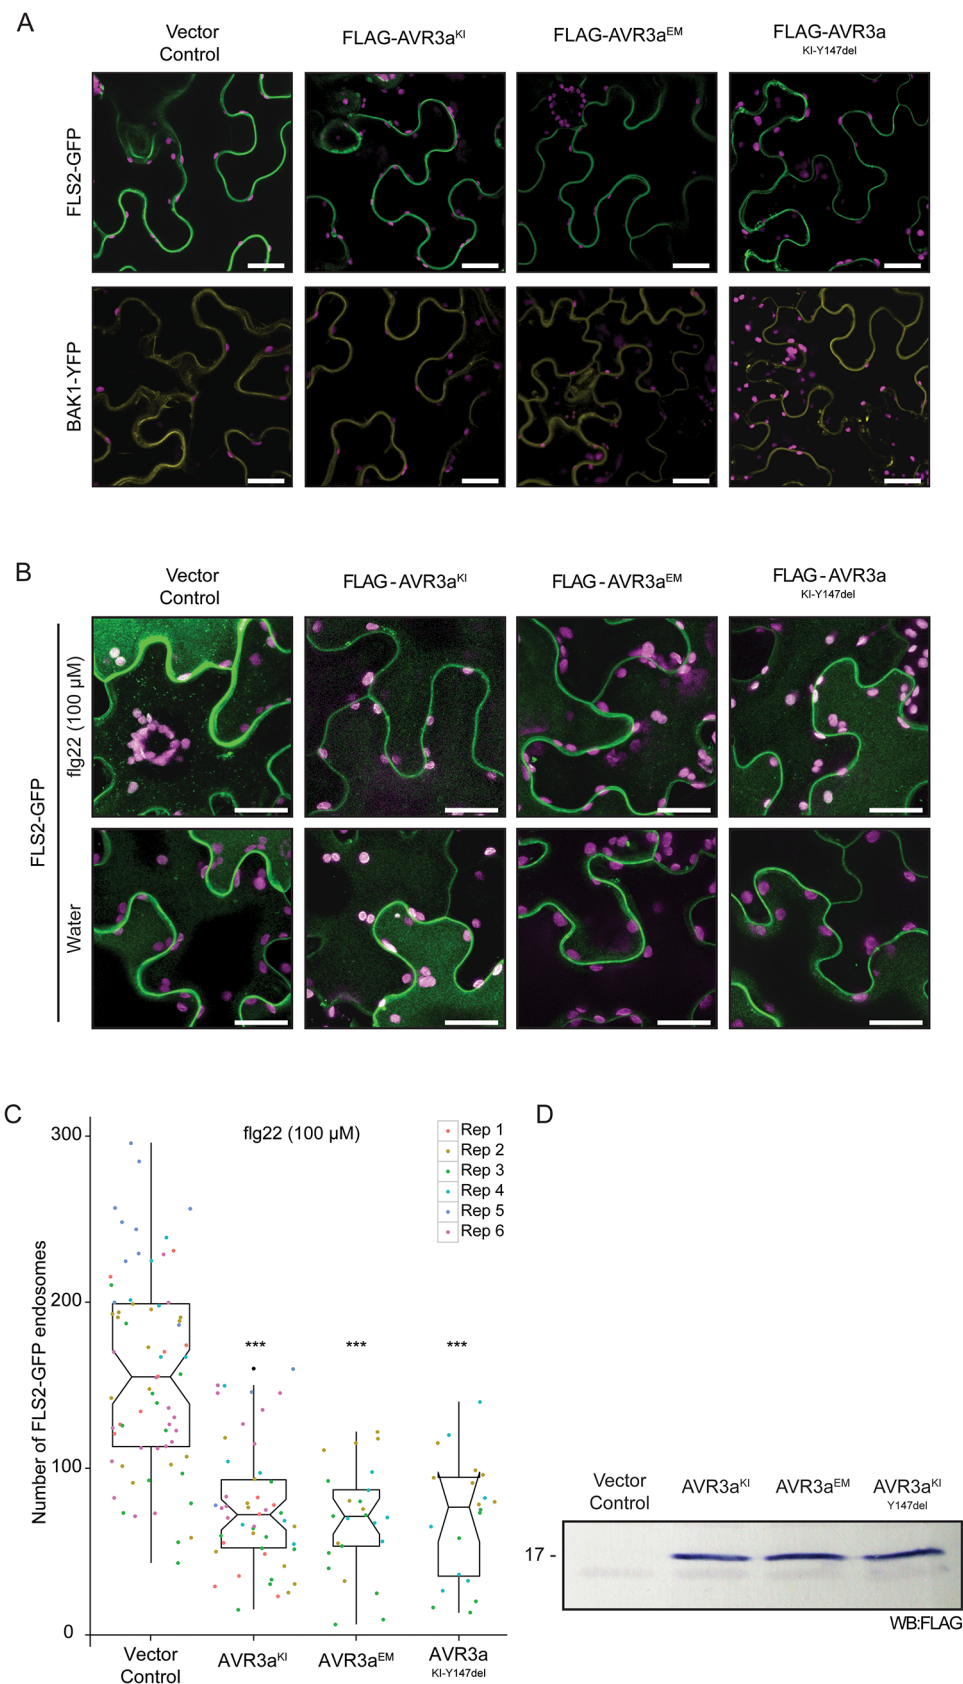 A
Vector
Control
FLAG-AVR3aKI
FLAG-AVR3aEM
FLAG-AVR3a
KI-Y147del
FLS2-GFP
BAK1-YFP
B
Vector
Control
FLAG-AVR3aKI
FLAG-AVR3aEM
FLAG-AVR3a
KI-Y147del
FLS2-GFP
flg22 (100 µM)
Water
C
flg22 (100 µM)
Rep 1
Rep 2
Rep 3
Rep 4
Rep 5
Rep 6
Number of FLS2-GFP endosomes
300
200
100
0
***
***
***
Vector
Control
AVR3aKI
AVR3aEM
AVR3a
KI-Y147del
D
Vector
Control
AVR3aKI
AVR3aEM
AVR3aKI
Y147del
17 -
WB:FLAG